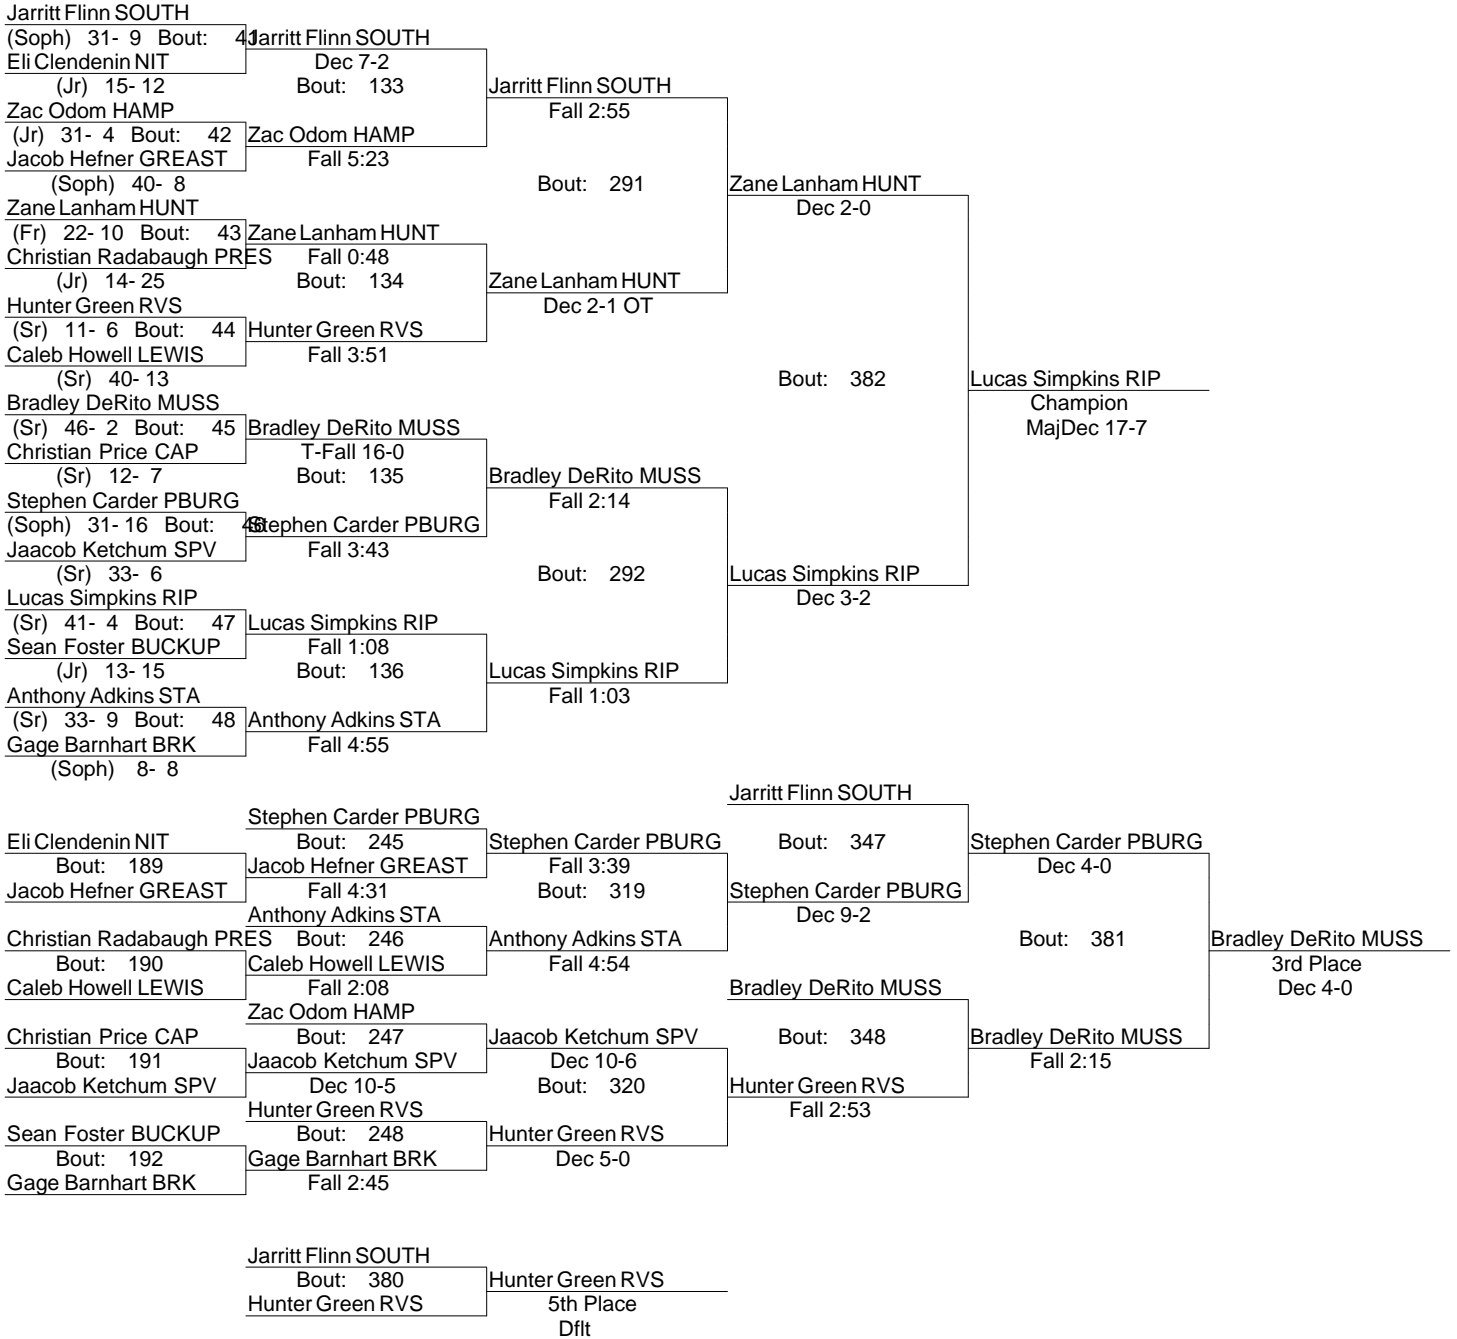 Jarritt Flinn SOUTH
(Soph) 31- 9 Bout: 41
Jarritt Flinn SOUTH
Eli Clendenin NIT
Dec 7-2
(Jr) 15- 12
Bout: 133
Jarritt Flinn SOUTH
Zac Odom HAMP
Fall 2:55
(Jr) 31- 4 Bout: 42
Zac Odom HAMP
Jacob Hefner GREAST
Fall 5:23
(Soph) 40- 8
Bout: 291
Zane Lanham HUNT
Zane Lanham HUNT
Dec 2-0
(Fr) 22- 10 Bout: 43
Zane Lanham HUNT
Christian Radabaugh PRES
Fall 0:48
(Jr) 14- 25
Bout: 134
Zane Lanham HUNT
Hunter Green RVS
Dec 2-1 OT
(Sr) 11- 6 Bout: 44
Hunter Green RVS
Caleb Howell LEWIS
Fall 3:51
(Sr) 40- 13
Bout: 382
Lucas Simpkins RIP
Bradley DeRito MUSS
Champion
(Sr) 46- 2 Bout: 45
Bradley DeRito MUSS
MajDec 17-7
Christian Price CAP
T-Fall 16-0
(Sr) 12- 7
Bout: 135
Bradley DeRito MUSS
Stephen Carder PBURG
Fall 2:14
(Soph) 31- 16 Bout: 46
Stephen Carder PBURG
Jaacob Ketchum SPV
Fall 3:43
(Sr) 33- 6
Bout: 292
Lucas Simpkins RIP
Lucas Simpkins RIP
Dec 3-2
(Sr) 41- 4 Bout: 47
Lucas Simpkins RIP
Sean Foster BUCKUP
Fall 1:08
(Jr) 13- 15
Bout: 136
Lucas Simpkins RIP
Anthony Adkins STA
Fall 1:03
(Sr) 33- 9 Bout: 48
Anthony Adkins STA
Gage Barnhart BRK
Fall 4:55
(Soph) 8- 8
Jarritt Flinn SOUTH
Stephen Carder PBURG
Eli Clendenin NIT
Bout: 245
Stephen Carder PBURG
Bout: 347
Stephen Carder PBURG
Bout: 189
Jacob Hefner GREAST
Fall 3:39
Dec 4-0
Jacob Hefner GREAST
Fall 4:31
Bout: 319
Stephen Carder PBURG
Anthony Adkins STA
Dec 9-2
Christian Radabaugh PRES
Bout: 246
Anthony Adkins STA
Bout: 381
Bradley DeRito MUSS
Bout: 190
Caleb Howell LEWIS
Fall 4:54
3rd Place
Caleb Howell LEWIS
Fall 2:08
Bradley DeRito MUSS
Dec 4-0
Zac Odom HAMP
Christian Price CAP
Bout: 247
Jaacob Ketchum SPV
Bout: 348
Bradley DeRito MUSS
Bout: 191
Jaacob Ketchum SPV
Dec 10-6
Fall 2:15
Jaacob Ketchum SPV
Dec 10-5
Bout: 320
Hunter Green RVS
Hunter Green RVS
Fall 2:53
Sean Foster BUCKUP
Bout: 248
Hunter Green RVS
Bout: 192
Gage Barnhart BRK
Dec 5-0
Gage Barnhart BRK
Fall 2:45
Jarritt Flinn SOUTH
Bout: 380
Hunter Green RVS
Hunter Green RVS
5th Place
Dflt